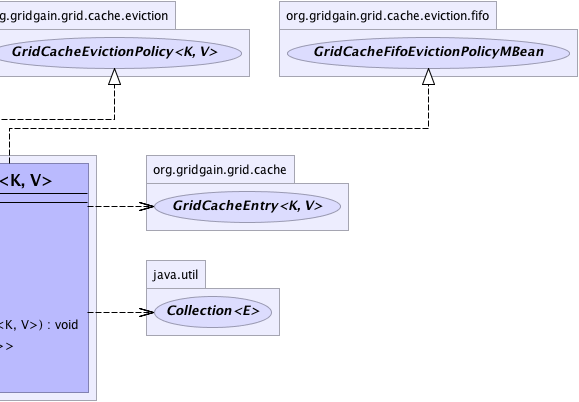 g.gridgain.grid.cache.eviction
org.gridgain.grid.cache.eviction.fifo
GridCacheEvictionPolicy<K, V>
GridCacheFifoEvictionPolicyMBean
org.gridgain.grid.cache
<K, V>
GridCacheEntry<K, V>
java.util
Collection<E>
<K, V>) : void
>>